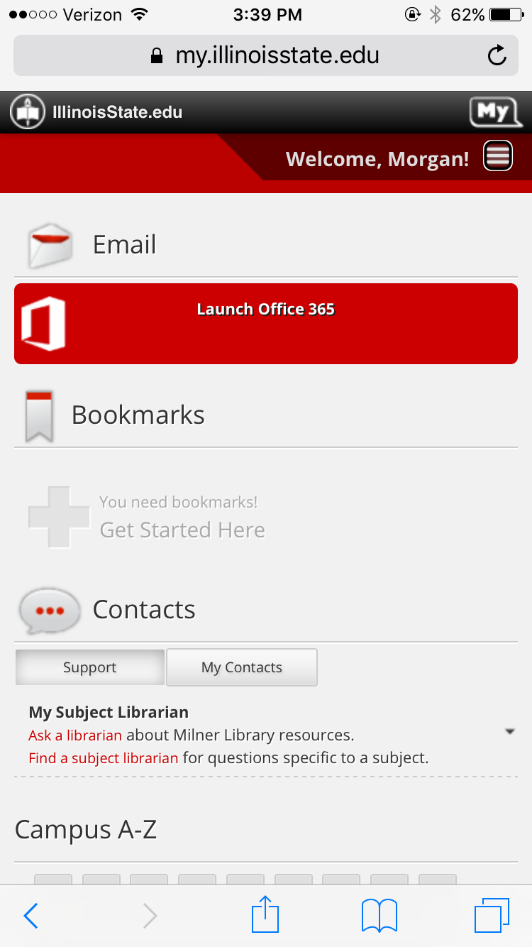 Verizon 3:39 PM 62%
my.illinoisstate.edu
IllinoisState.edu My
Welcome, Morgan!
Email
Launch Office 365
Bookmarks
You need bookmarks!
Get Started Here
Contacts
Support My Contacts
My Subject Librarian
Ask a librarian about Milner Library resources.
Find a subject librarian for questions specific to a subject.
Campus A-Z